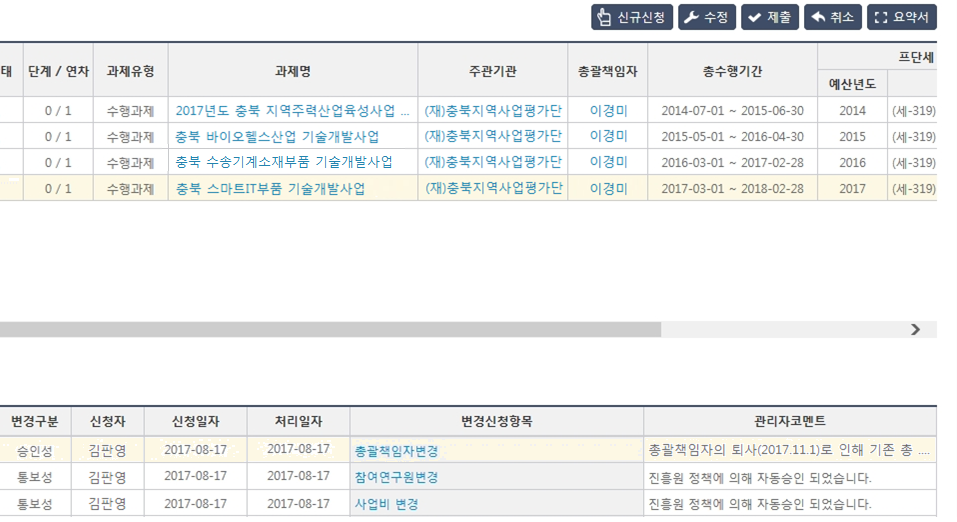 신규신청 수정 제출 취소 요약서
태 단계 / 연차 과제유형 과제명 주관기관 총괄책임자 총수행기간 프단세
예산년도
0 / 1 수행과제 2017년도 충북 지역주력산업육성사업 ... (재)충북지역사업평가단 이경미 2014-07-01 ~ 2015-06-30 2014 (세-319)
0 / 1 수행과제 충북 바이오헬스산업 기술개발사업 (재)충북지역사업평가단 이경미 2015-05-01 ~ 2016-04-30 2015 (세-319)
0 / 1 수행과제 충북 수송기계소재부품 기술개발사업 (재)충북지역사업평가단 이경미 2016-03-01 ~ 2017-02-28 2016 (세-319)
0 / 1 수행과제 충북 스마트IT부품 기술개발사업 (재)충북지역사업평가단 이경미 2017-03-01 ~ 2018-02-28 2017 (세-319)
변경구분 신청자 신청일자 처리일자 변경신청항목 관리자코멘트
승인성 김판영 2017-08-17 2017-08-17 총괄책임자변경 총괄책임자의 퇴사(2017.11.1)로 인해 기존 총 ....
통보성 김판영 2017-08-17 2017-08-17 참여연구원변경 진흥원 정책에 의해 자동승인 되었습니다.
통보성 김판영 2017-08-17 2017-08-17 사업비 변경 진흥원 정책에 의해 자동승인 되었습니다.